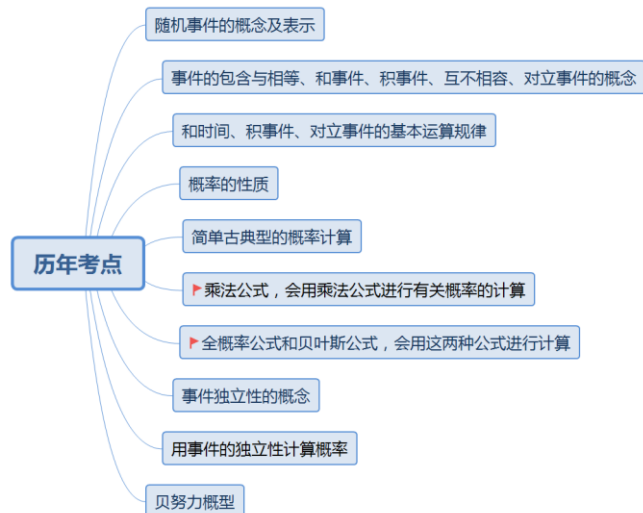 随机事件的概念及表示
事件的包含与相等、和事件、积事件、互不相容、对立事件的概念
和时间、积事件、对立事件的基本运算规律
概率的性质
简单古典型的概率计算
历年考点
乘法公式，会用乘法公式进行有关概率的计算
全概率公式和贝叶斯公式，会用这两种公式进行计算
事件独立性的概念
用事件的独立性计算概率
贝努力概型